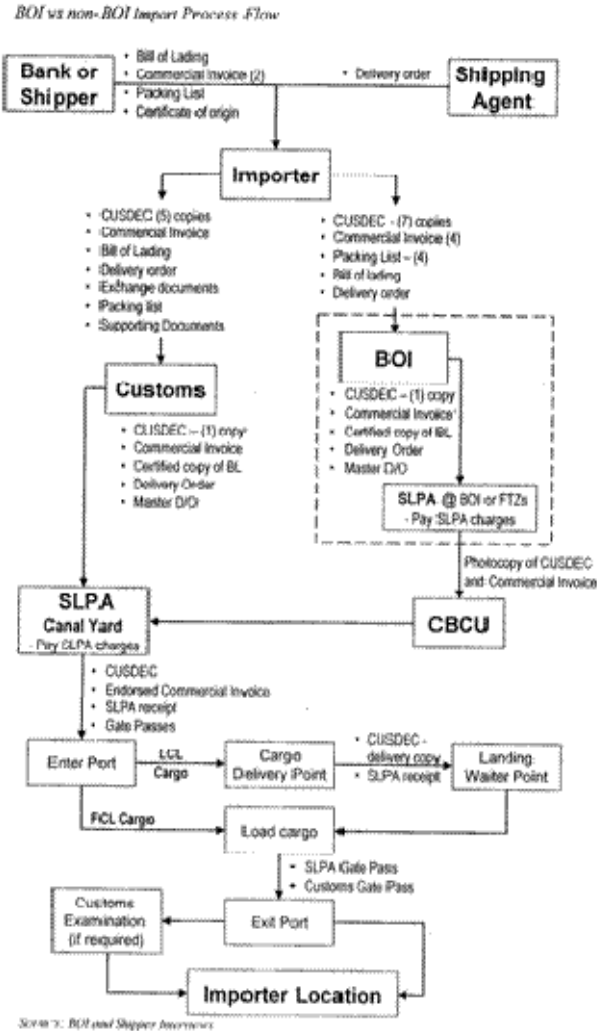 BOI vs non-BOI Import Process Flow
Bank or
Shipper
• Bill of Lading
• Commercial Invoice (2)
• Packing List
• Certificate of origin
• Delivery order
Shipping
Agent
Importer
• CUSDEC (5) copies
• Commercial Invoice
• Bill of Lading
• Delivery order
• Exchange documents
• Packing list
• Supporting Documents
• CUSDEC - (7) copies
• Commercial Invoice (4)
• Packing List – (4)
• Bill of lading
• Delivery order
Customs
• CUSDEC – (1) copy
• Commercial Invoice
• Certified copy of BL
• Delivery Order
• Master D/O
BOI
• CUSDEC – (1) copy
• Commercial Invoice
• Certified copy of BL
• Delivery Order
• Master D/O
SLPA @ BOI or FTZs
- Pay SLPA charges
Photocopy of CUSDEC
and Commercial Invoice
SLPA
Canal Yard
- Pay SLPA charges
CBCU
• CUSDEC
• Endorsed Commercial Invoice
• SLPA receipt
• Gate Passes
Enter Port
LCL
Cargo
Cargo
Delivery Point
• CUSDEC -
delivery copy
• SLPA receipt
Landing
Waiter Point
FCL Cargo
Load cargo
• SLPA Gate Pass
• Customs Gate Pass
Customs
Examination
(if required)
Exit Port
Importer Location
Source: BOI and Shipper Interviews